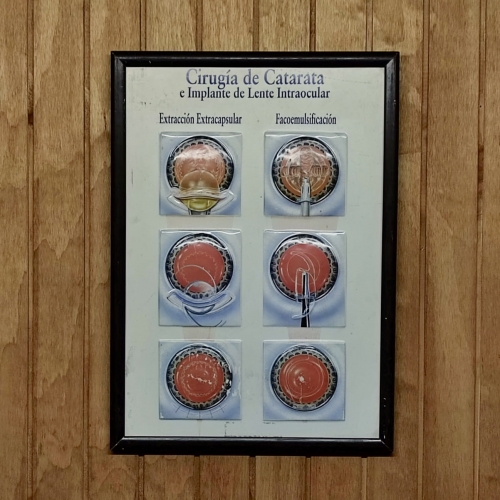 Cirugía de Catarata
e Implante de Lente Intraocular
Extracción Extracapsular
Facoemulsificación